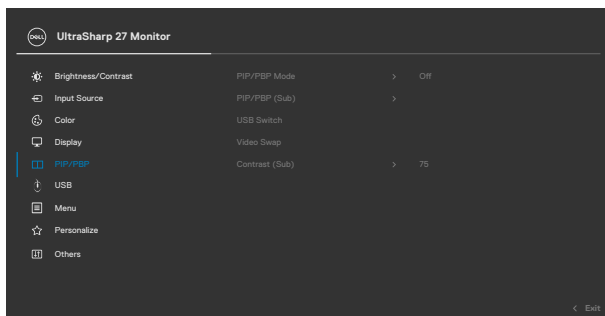 DELL UltraSharp 27 Monitor
Brightness/Contrast PIP/PBP Mode > Off
Input Source PIP/PBP (Sub) >
Color USB Switch
Display Video Swap
PIP/PBP Contrast (Sub) > 75
USB
Menu
Personalize
Others
< Exit